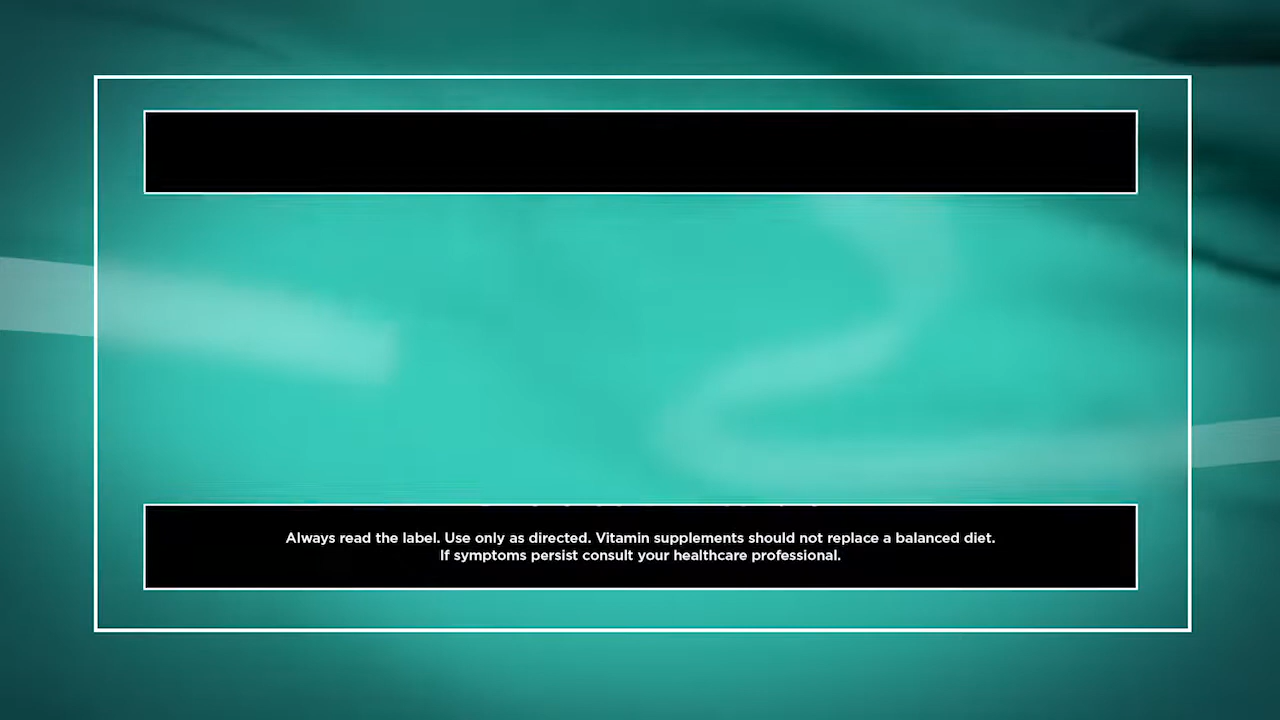 Always read the label. Use only as directed. Vitamin supplements should not replace a balanced diet.
If symptoms persist consult your healthcare professional.